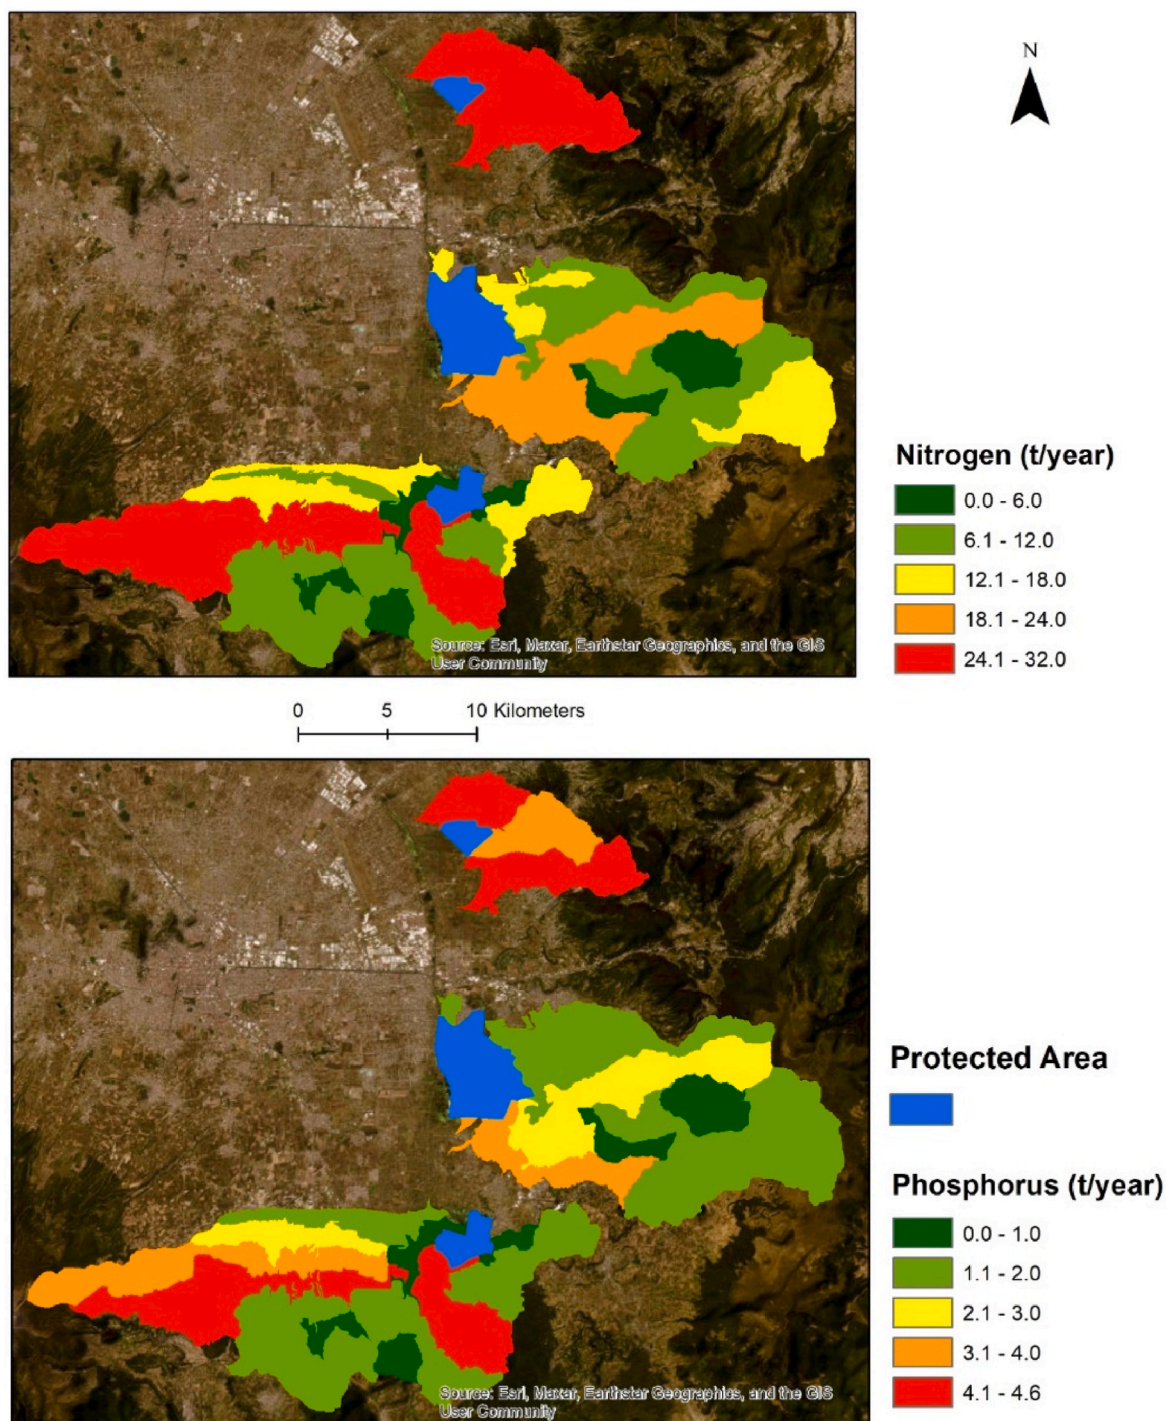 N
Nitrogen (t/year)
0.0 - 6.0
6.1 - 12.0
12.1 - 18.0
18.1 - 24.0
24.1 - 32.0
Source: Esri, Maxar, Earthstar Geographics, and the GIS
User Community
0 5 10 Kilometers
Protected Area
Phosphorus (t/year)
0.0 - 1.0
1.1 - 2.0
2.1 - 3.0
3.1 - 4.0
4.1 - 4.6
Source: Esri, Maxar, Earthstar Geographics, and the GIS
User Community